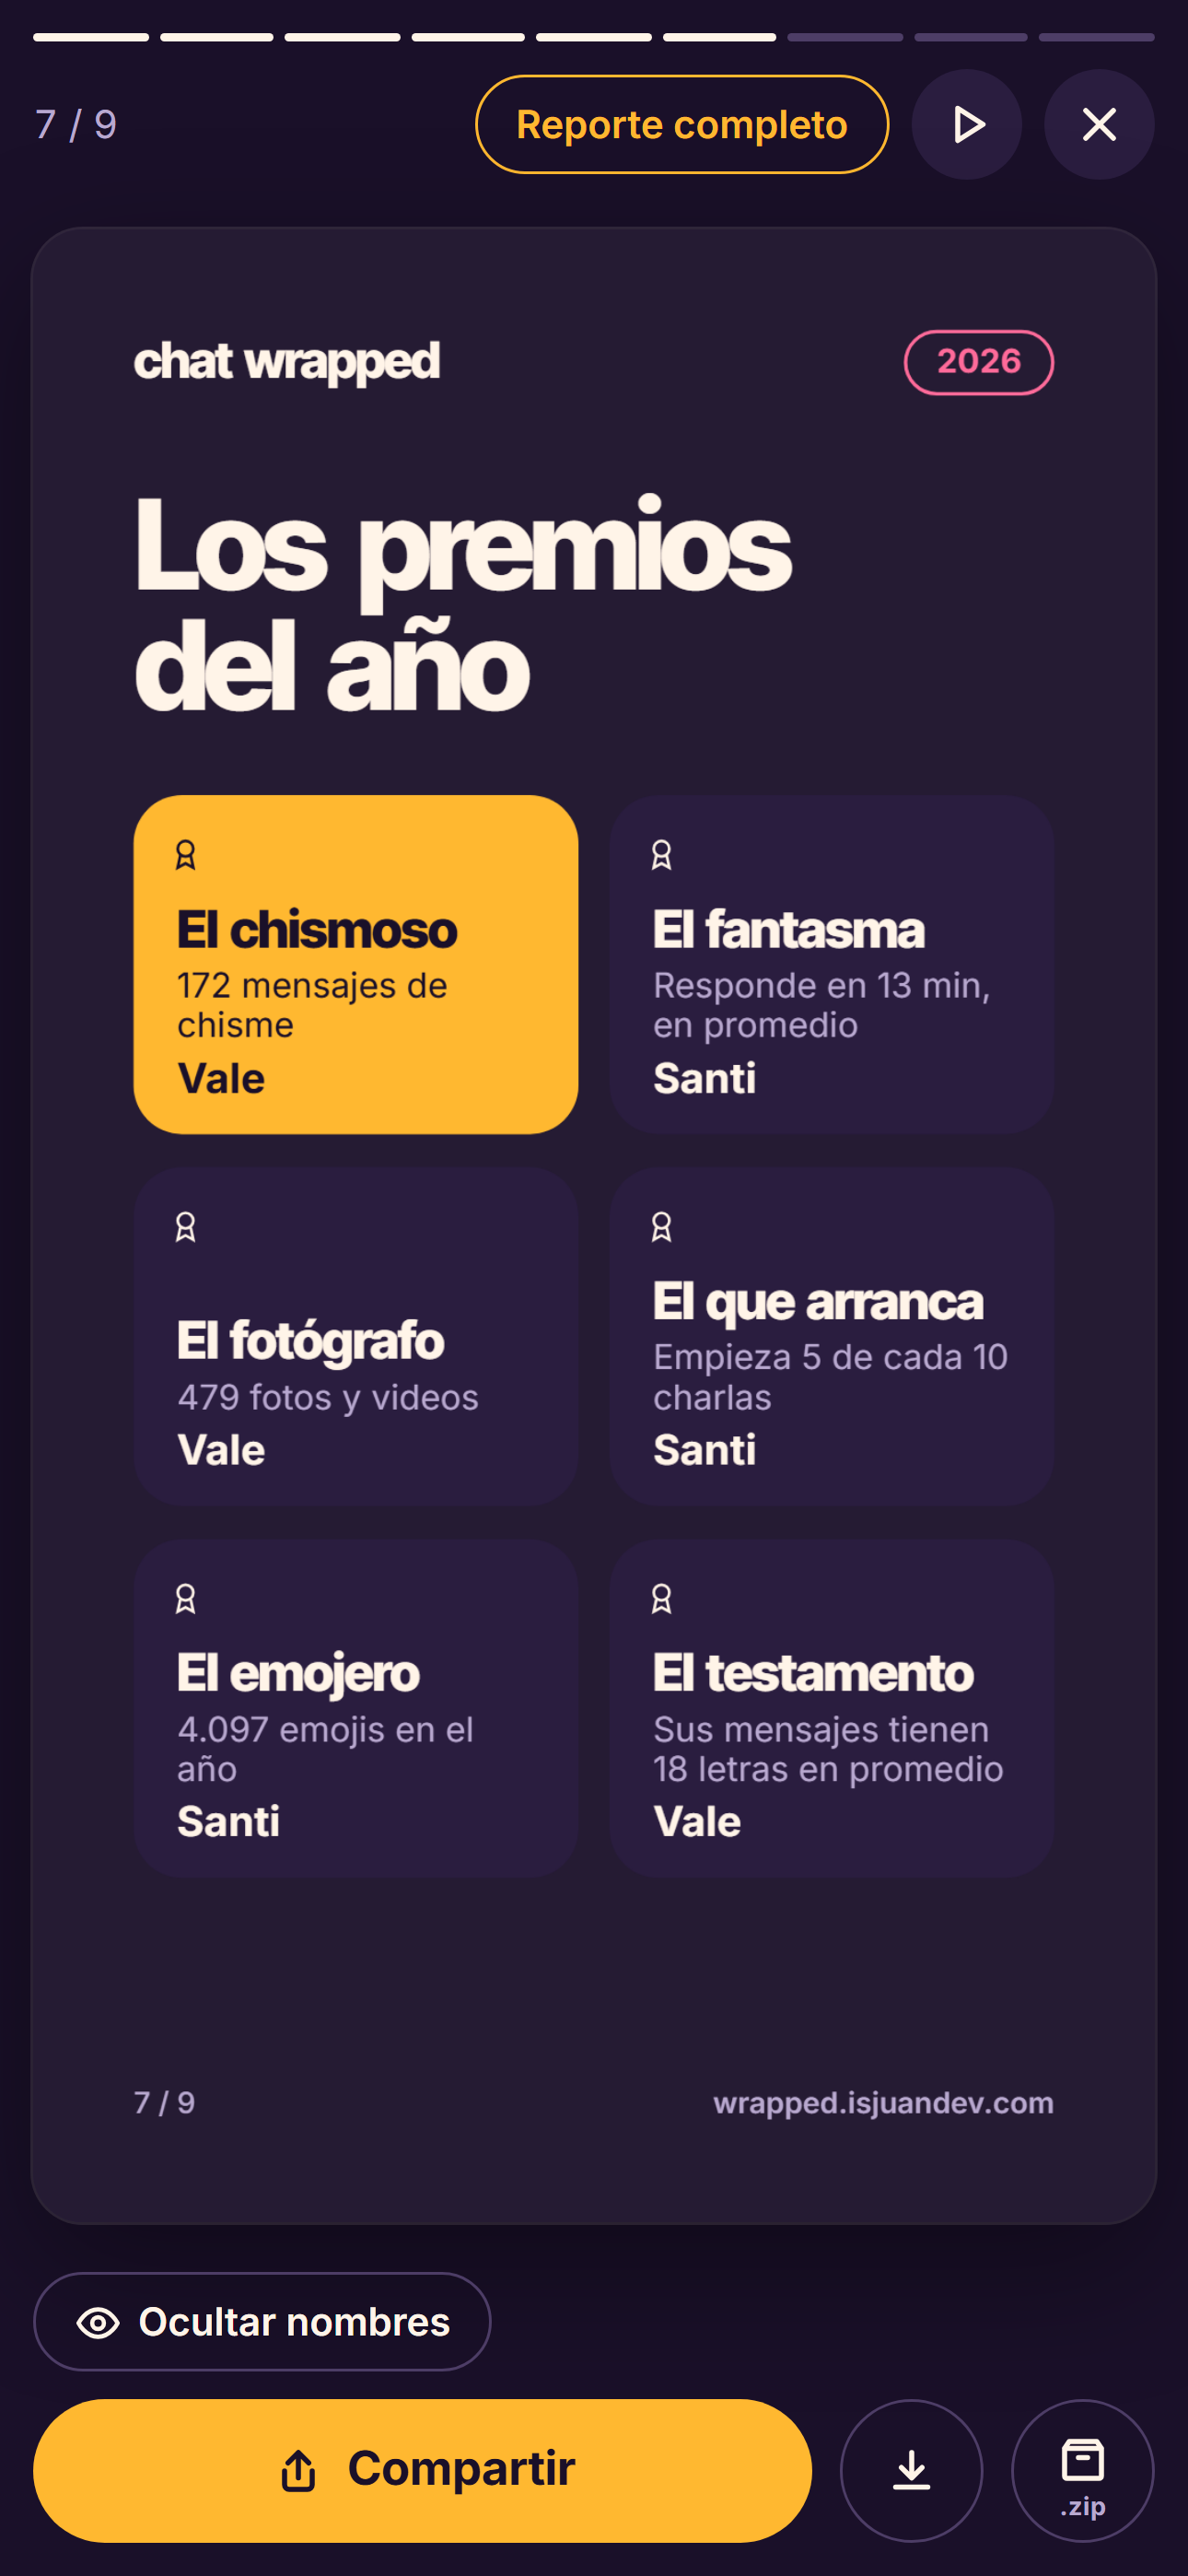 7 / 9
Reporte completo
chat wrapped
2026
Los premios
del año
El chismoso
172 mensajes de
chisme
Vale
El fantasma
Responde en 13 min,
en promedio
Santi
El fotógrafo
479 fotos y videos
Vale
El que arranca
Empieza 5 de cada 10
charlas
Santi
El emojero
4.097 emojis en el
año
Santi
El testamento
Sus mensajes tienen
18 letras en promedio
Vale
7 / 9
wrapped.isjuandev.com
Ocultar nombres
Compartir
.zip